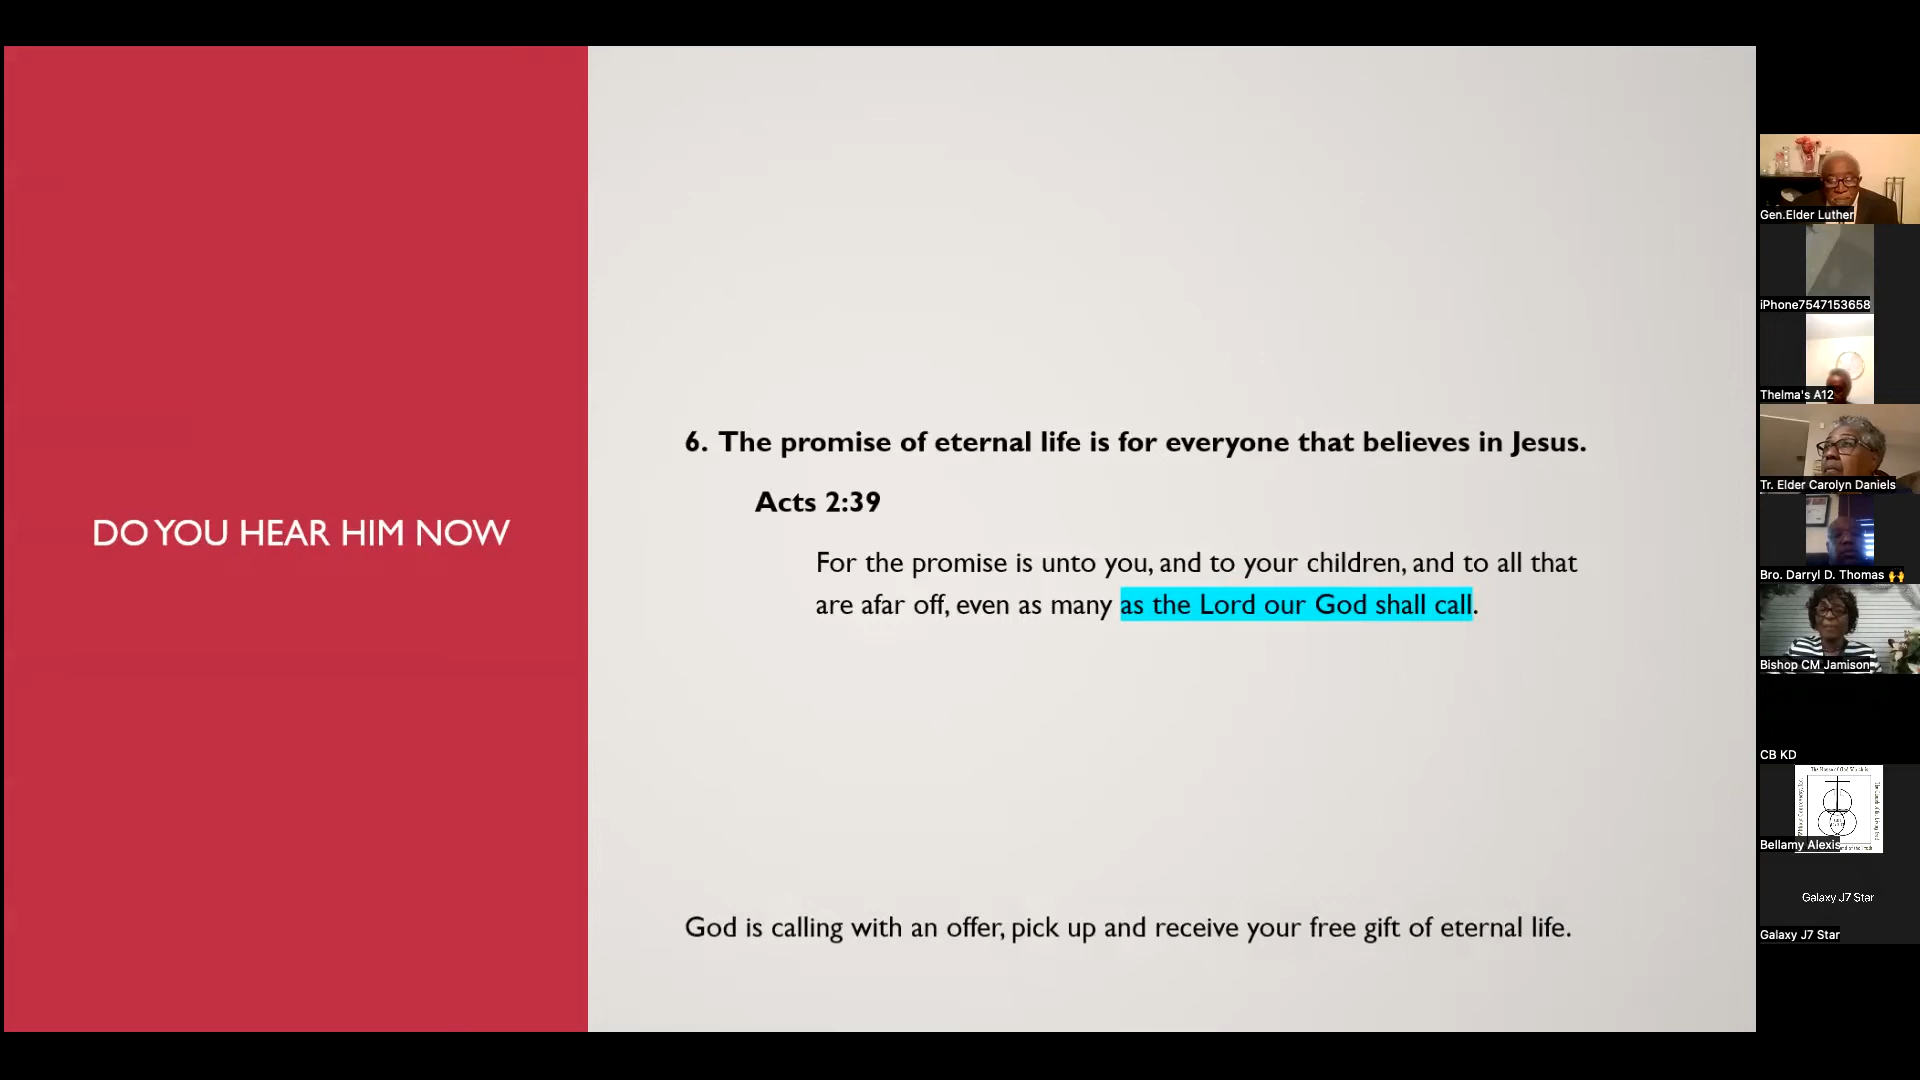 DO YOU HEAR HIM NOW
6. The promise of eternal life is for everyone that believes in Jesus.
Acts 2:39
For the promise is unto you, and to your children, and to all that
are afar off, even as many as the Lord our God shall call.
God is calling with an offer, pick up and receive your free gift of eternal life.
Gen.Elder Luther
iPhone7547153658
Thelma's A12
Tr. Elder Carolyn Daniels
Bro. Darryl D. Thomas 🙌
Bishop CM Jamison
CB KD
Bellamy Alexis
Galaxy J7 Star
Galaxy J7 Star